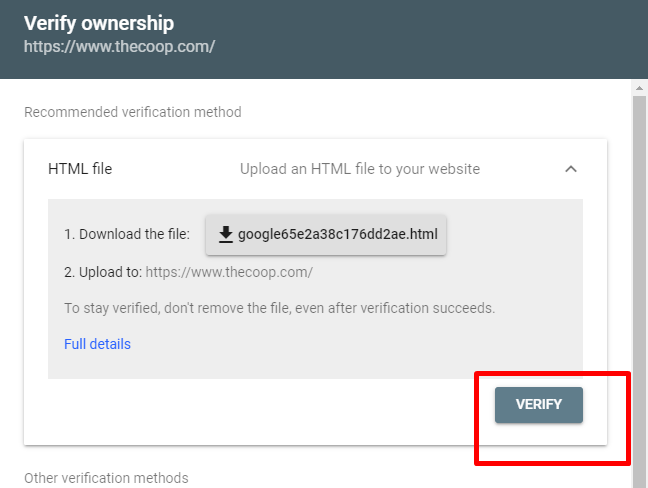 Verify ownership
https://www.thecoop.com/
Recommended verification method
HTML file
Upload an HTML file to your website
1. Download the file: google65e2a38c176dd2ae.html
2. Upload to: https://www.thecoop.com/
To stay verified, don't remove the file, even after verification succeeds.
Full details
VERIFY
Other verification methods